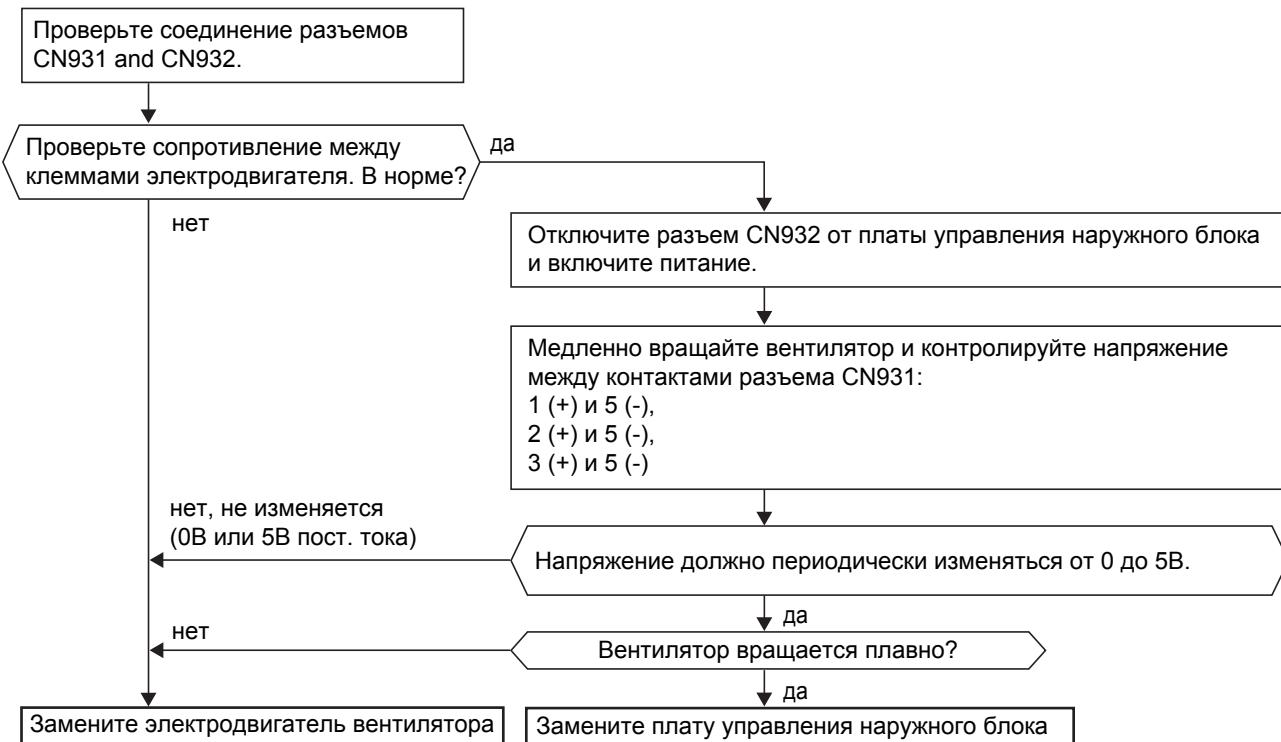 Проверьте соединение разъемов
CN931 and CN932.
Проверьте сопротивление между
клеммами электродвигателя. В норме?
да
нет
Отключите разъем CN932 от платы управления наружного блока
и включите питание.
Медленно вращайте вентилятор и контролируйте напряжение
между контактами разъема CN931:
1 (+) и 5 (-),
2 (+) и 5 (-),
3 (+) и 5 (-)
нет, не изменяется
(0В или 5В пост. тока)
Напряжение должно периодически изменяться от 0 до 5В.
да
нет
Вентилятор вращается плавно?
да
Замените электродвигатель вентилятора
Замените плату управления наружного блока